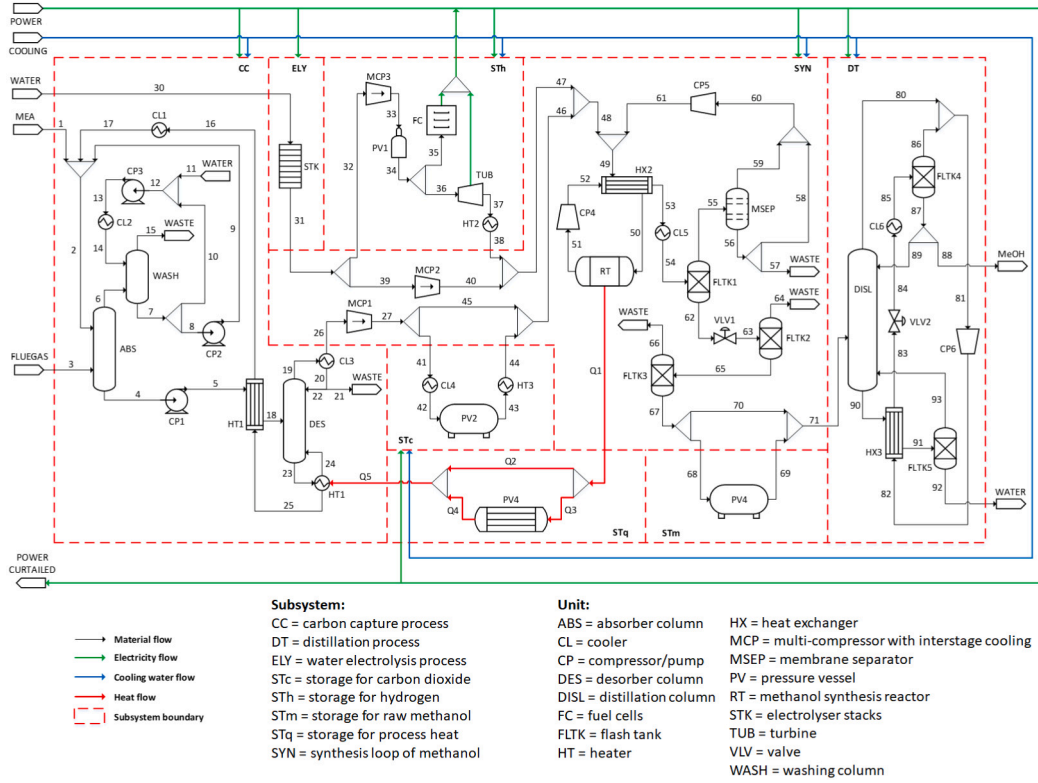 POWER
COOLING
CC
ELY
STh
SYN
DT
WATER
30
MEA
1
17
CL1
16
MCP3
33
PV1
34
32
FC
35
36
TUB
37
HT2
38
47
46
48
49
61
CP5
60
59
58
52
HX2
CP4
51
50
53
CL5
54
RT
55
MSEP
56
57
WASTE
FLTK1
62
VLV1
63
64
WASTE
FLTK2
65
WASTE
66
FLTK3
67
70
71
68
69
PV4
80
86
FLTK4
85
CL6
87
89
88
MeOH
DISL
84
VLV2
83
81
CP6
90
HX3
91
93
FLTK5
92
82
WATER
STK
31
39
MCP2
40
CP3
12
11
WATER
13
CL2
14
15
WASTE
WASH
9
10
2
6
7
8
CP2
ABS
FLUEGAS
3
4
5
CP1
HT1
18
19
20
22
21
WASTE
CL3
26
MCP1
27
45
DES
23
24
HT1
25
41
CL4
42
PV2
43
HT3
44
STc
Q1
Q2
Q3
Q4
Q5
PV4
STq
STm
POWER
CURTAILED
Material flow
Electricity flow
Cooling water flow
Heat flow
Subsystem boundary
Subsystem:
CC = carbon capture process
DT = distillation process
ELY = water electrolysis process
STc = storage for carbon dioxide
STh = storage for hydrogen
STm = storage for raw methanol
STq = storage for process heat
SYN = synthesis loop of methanol
Unit:
ABS = absorber column
CL = cooler
CP = compressor/pump
DES = desorber column
DISL = distillation column
FC = fuel cells
FLTK = flash tank
HT = heater
HX = heat exchanger
MCP = multi-compressor with interstage cooling
MSEP = membrane separator
PV = pressure vessel
RT = methanol synthesis reactor
STK = electrolyser stacks
TUB = turbine
VLV = valve
WASH = washing column